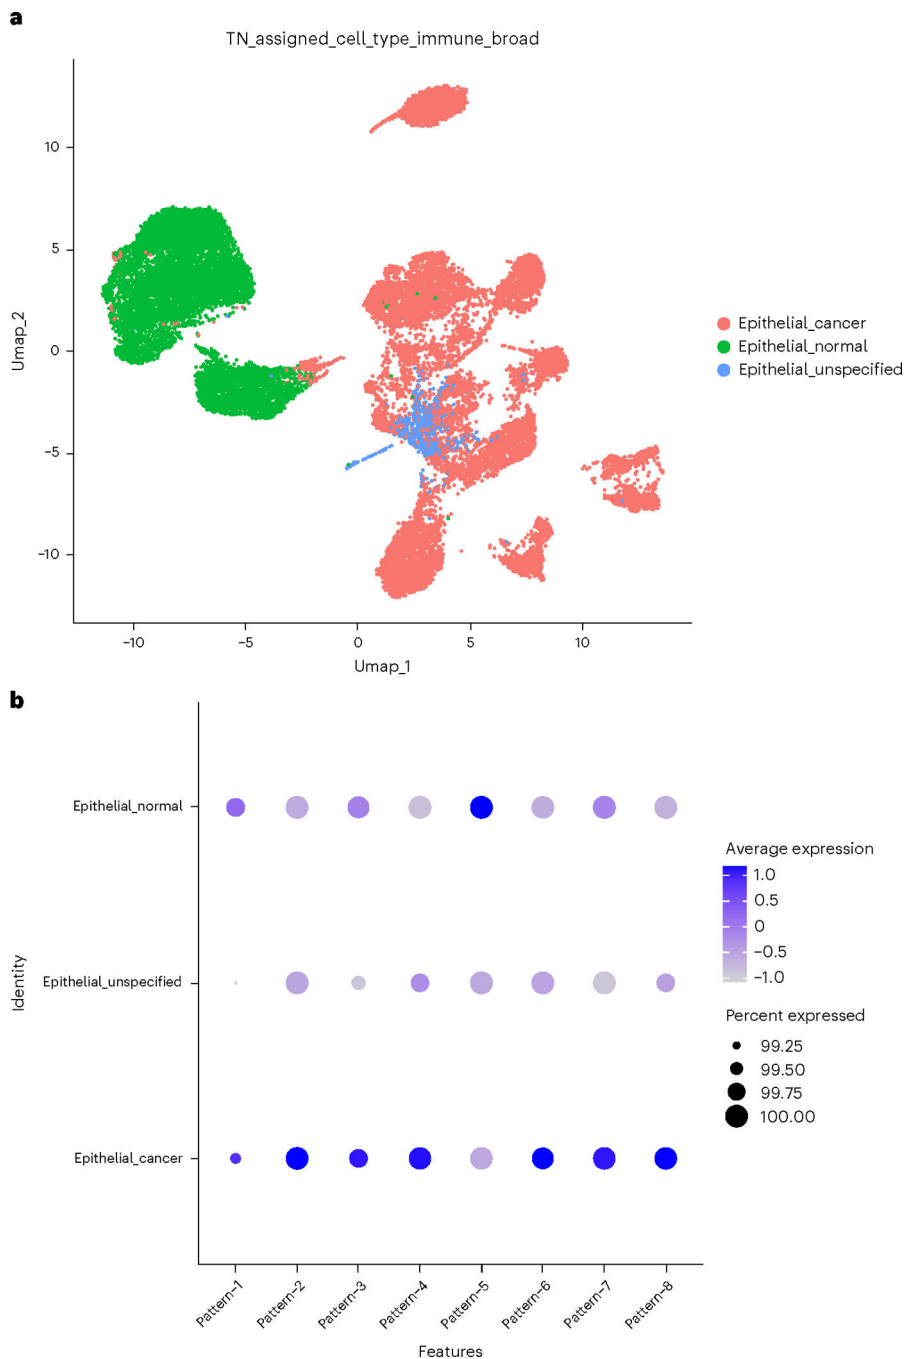 a
TN_assigned_cell_type_immune_broad
10
5
0
−5
−10
Umap_2
−10
−5
0
5
10
Umap_1
Epithelial_cancer
Epithelial_normal
Epithelial_unspecified
b
Epithelial_normal
Epithelial_unspecified
Epithelial_cancer
Identity
Pattern-1
Pattern-2
Pattern-3
Pattern-4
Pattern-5
Pattern-6
Pattern-7
Pattern-8
Features
Average expression
1.0
0.5
0
−0.5
−1.0
Percent expressed
99.25
99.50
99.75
100.00